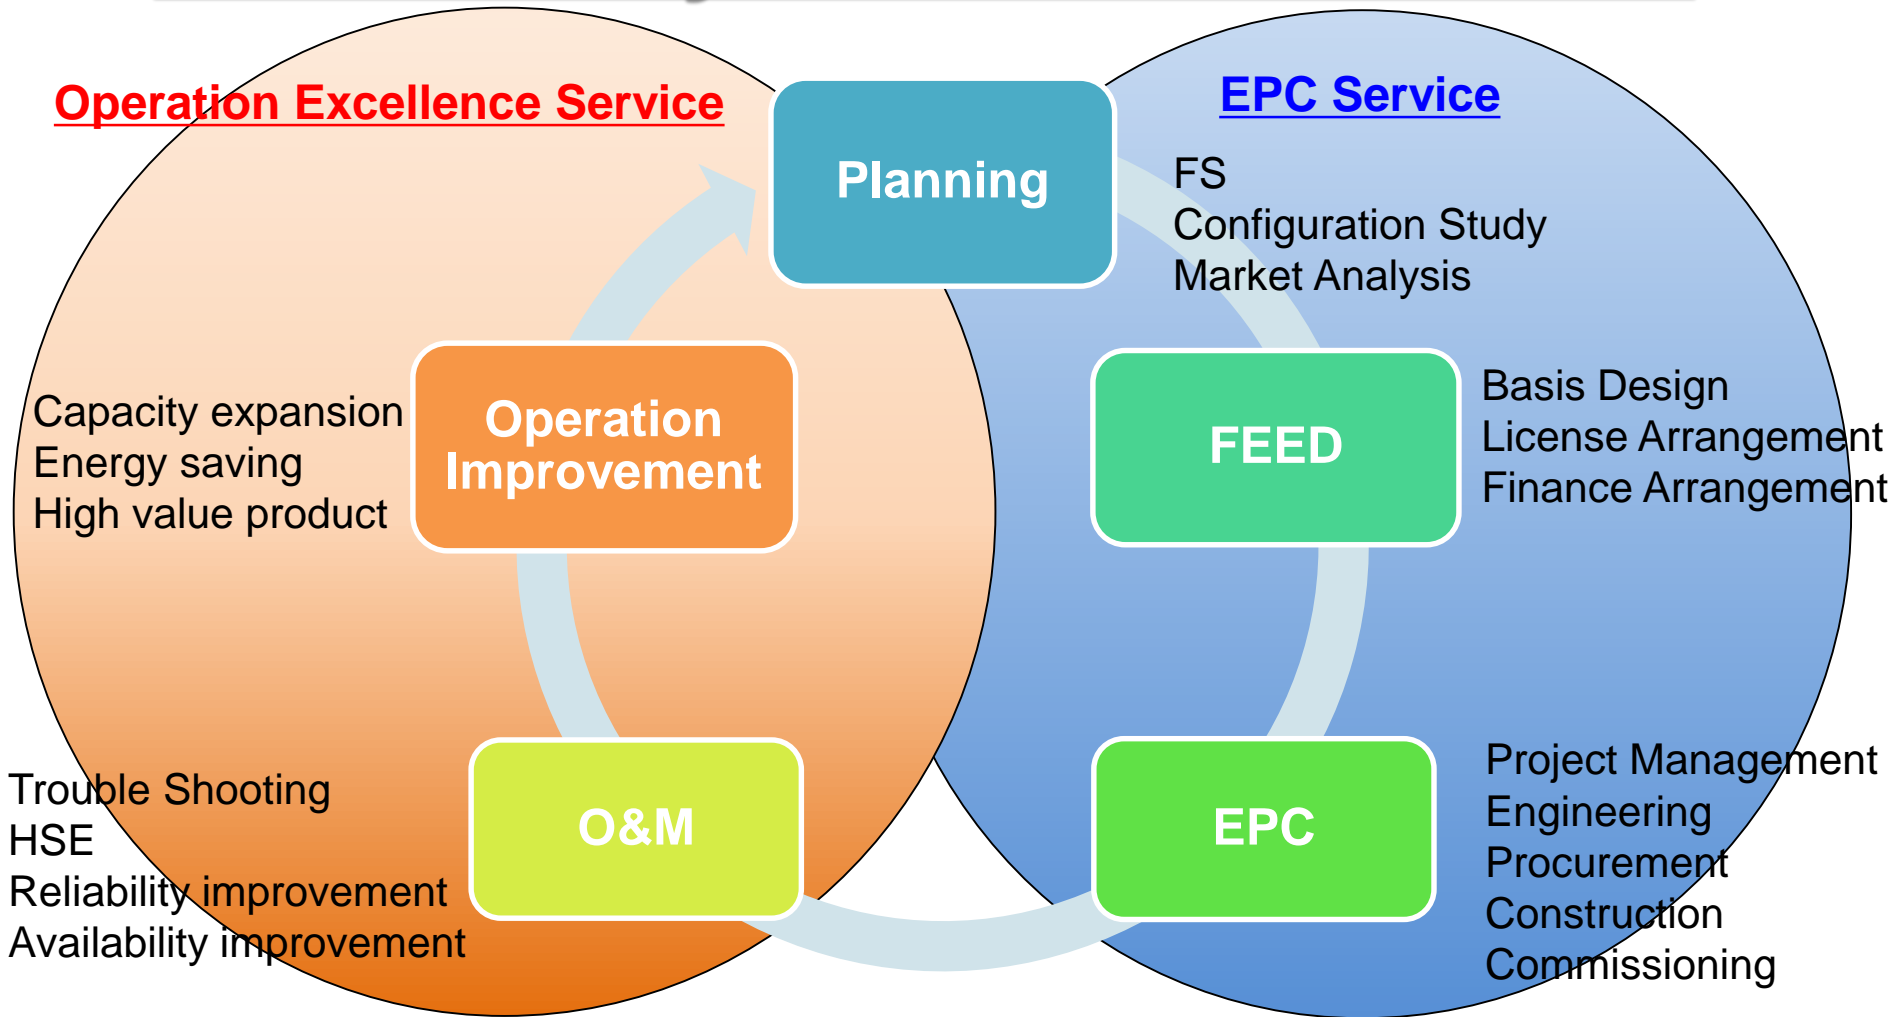 Operation Excellence Service
EPC Service
Planning
FS
Configuration Study
Market Analysis
Operation
Improvement
Capacity expansion
Energy saving
High value product
FEED
Basis Design
License Arrangement
Finance Arrangement
O&M
Trouble Shooting
HSE
Reliability improvement
Availability improvement
EPC
Project Management
Engineering
Procurement
Construction
Commissioning